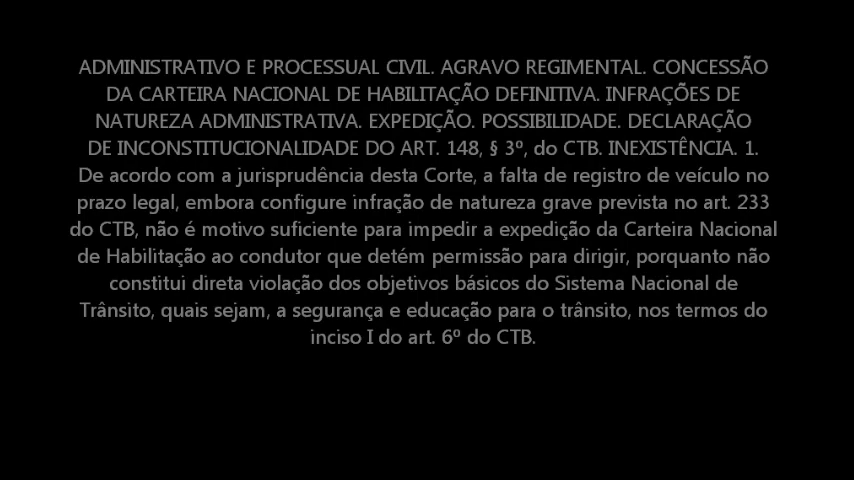 ADMINISTRATIVO E PROCESSUAL CIVIL. AGRAVO REGIMENTAL. CONCESSÃO
DA CARTEIRA NACIONAL DE HABILITAÇÃO DEFINITIVA. INFRAÇÕES DE
NATUREZA ADMINISTRATIVA. EXPEDIÇÃO. POSSIBILIDADE. DECLARAÇÃO
DE INCONSTITUCIONALIDADE DO ART. 148, § 3º, do CTB. INEXISTÊNCIA. 1.
De acordo com a jurisprudência desta Corte, a falta de registro de veículo no
prazo legal, embora configure infração de natureza grave prevista no art. 233
do CTB, não é motivo suficiente para impedir a expedição da Carteira Nacional
de Habilitação ao condutor que detém permissão para dirigir, porquanto não
constitui direta violação dos objetivos básicos do Sistema Nacional de
Trânsito, quais sejam, a segurança e educação para o trânsito, nos termos do
inciso I do art. 6º do CTB.